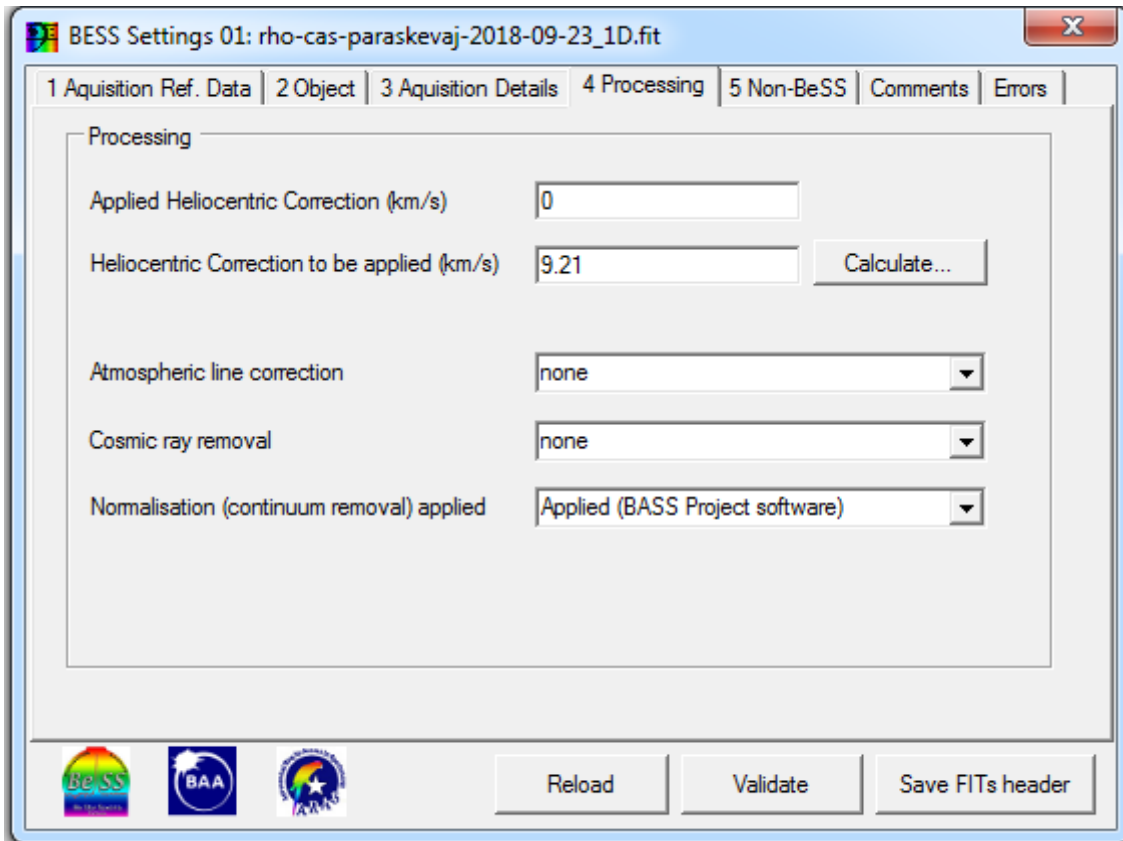 BESS Settings 01: rho-cas-paraskevaj-2018-09-23_1D.fit
1 Aquisition Ref. Data 2 Object 3 Aquisition Details 4 Processing 5 Non-BeSS Comments Errors
Processing
Applied Heliocentric Correction (km/s) 0
Heliocentric Correction to be applied (km/s) 9.21 Calculate...
Atmospheric line correction none
Cosmic ray removal none
Normalisation (continuum removal) applied Applied (BASS Project software)
Be SS BAA Reload Validate Save FITs header